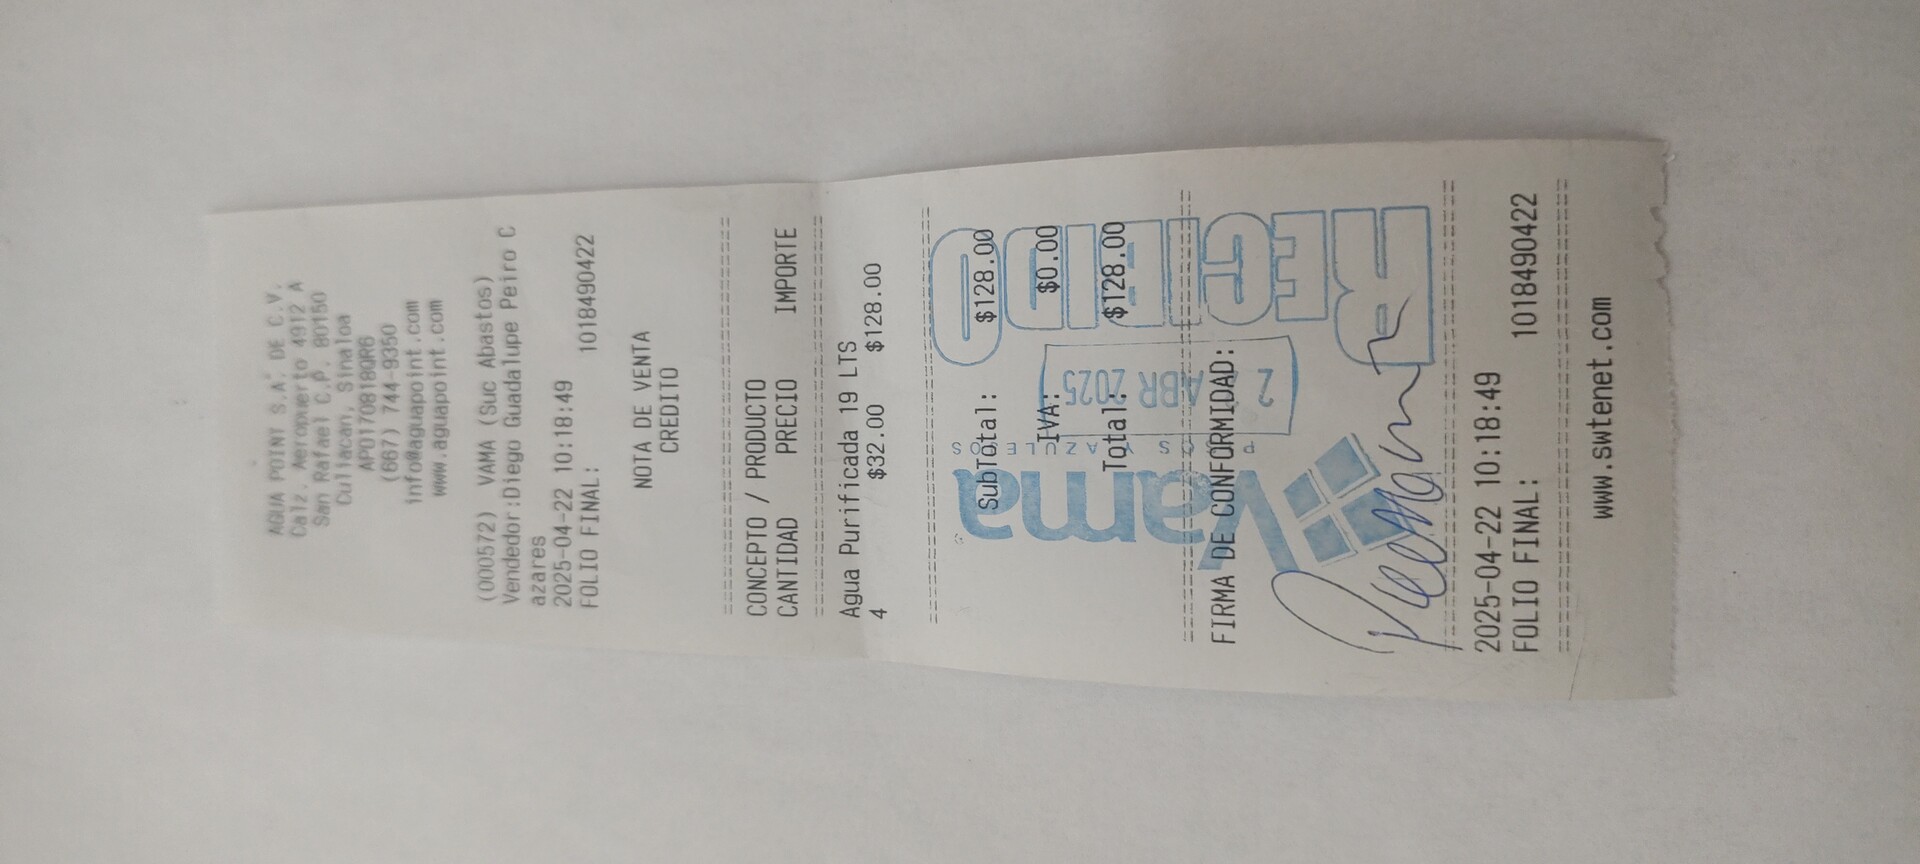 AGUA POINT S.A. DE C.V.
Calz. Aeropuerto 4912 A
San Rafael C.P. 80150
Culiacan, Sinaloa
APO170818QR6
(667) 744-9350
info@aguapoint.com
www.aguapoint.com
(000572) VAMA (Suc Abastos)
Vendedor:Diego Guadalupe Peiro C
azares
2025-04-22 10:18:49
FOLIO FINAL: 1018490422
NOTA DE VENTA
CREDITO
CONCEPTO / PRODUCTO
CANTIDAD PRECIO IMPORTE
Agua Purificada 19 LTS
4 $32.00 $128.00
SubTotal: $128.00
IVA: $0.00
Total: $128.00
FIRMA DE CONFORMIDAD:
RECIBIDO
ABR 2025
Vama
2025-04-22 10:18:49
FOLIO FINAL: 1018490422
www.swtenet.com